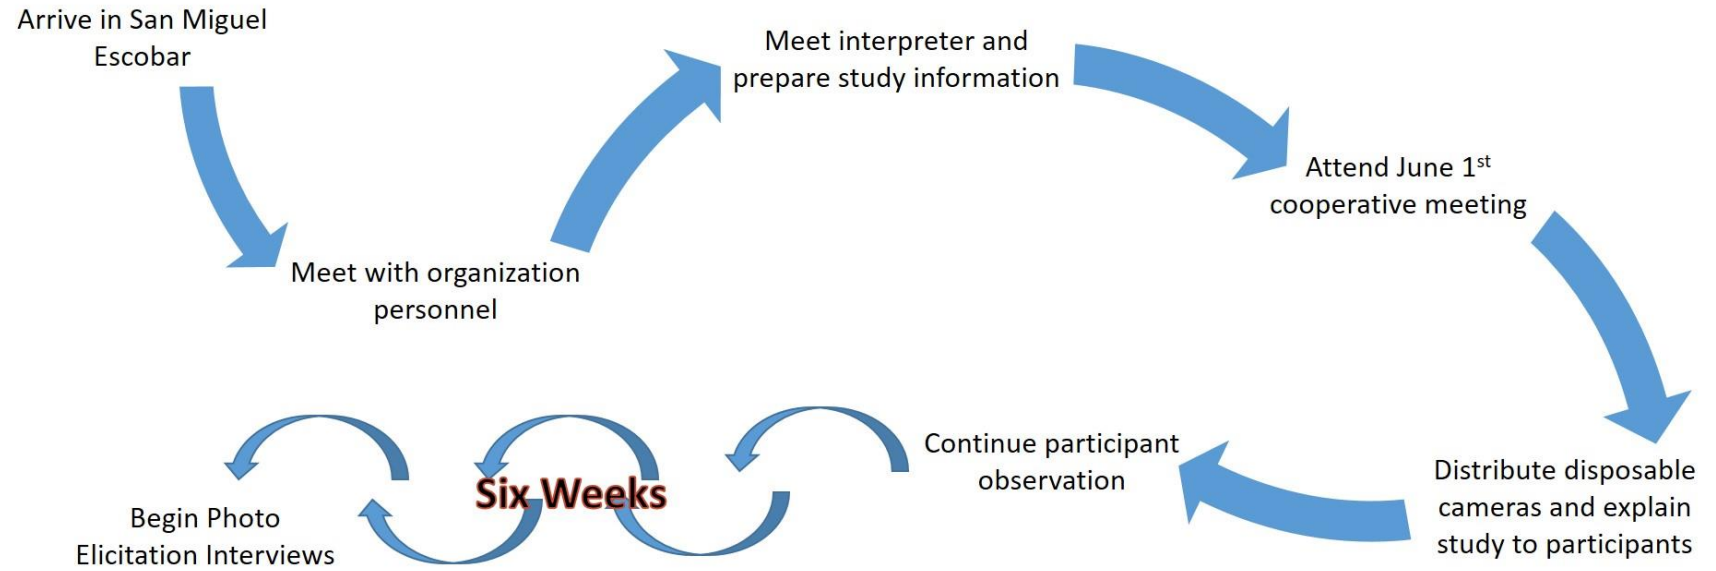 Arrive in San Miguel
Escobar
Meet with organization
personnel
Meet interpreter and
prepare study information
Attend June 1st
cooperative meeting
Distribute disposable
cameras and explain
study to participants
Continue participant
observation
Six Weeks
Begin Photo
Elicitation Interviews